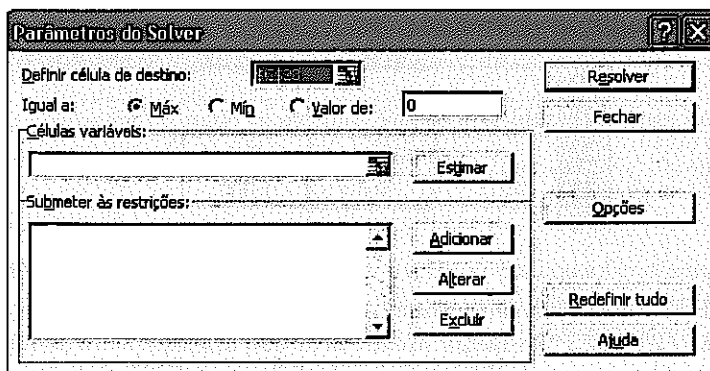 Parâmetros do Solver
Definir célula de destino:
Resolver
Igual a: Máx Mín Valor de: 0
Fechar
Células variáveis:
Estimar
Submeter às restrições:
Opções
Adicionar
Alterar
Redefinir tudo
Excluir
Ajuda